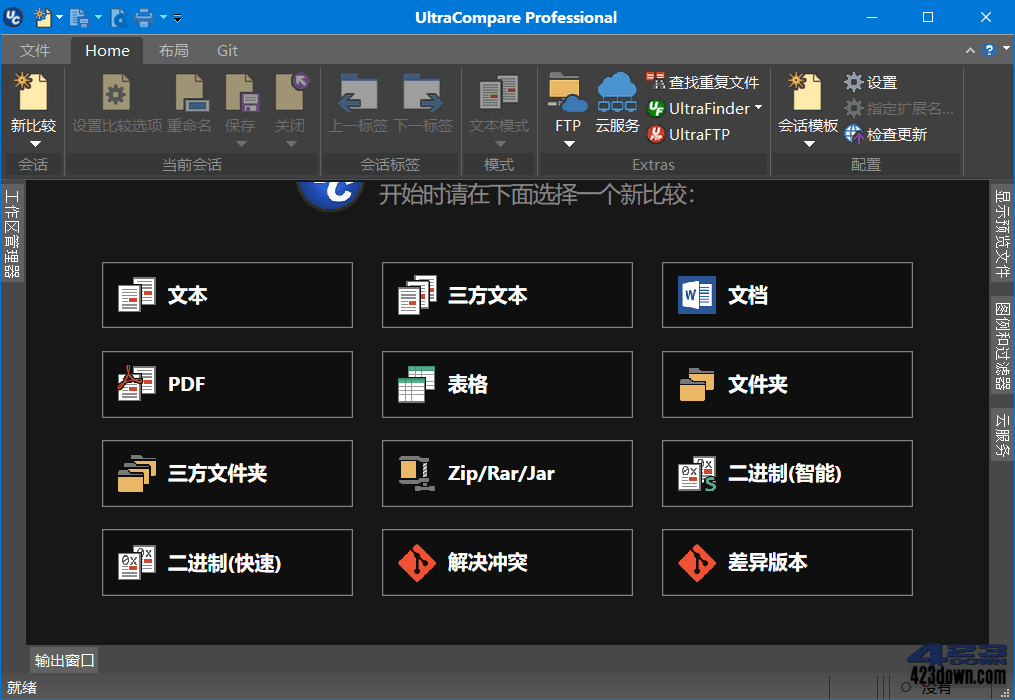 UltraCompare Professional
文件 Home 布局 Git
新比较
会话
设置比较选项 重命名 保存 关闭
当前会话
上一标签 下一标签
会话标签
文本模式
模式
FTP 云服务
查找重复文件
UltraFinder
UltraFTP
Extras
会话模板
设置
指定扩展名...
检查更新
配置
工作区管理器
开始时请在下面选择一个新比较:
文本 三方文本 文档
PDF 表格 文件夹
三方文件夹 Zip/Rar/Jar 二进制(智能)
二进制(快速) 解决冲突 差异版本
显示预览文件
图例和过滤器
云服务
输出窗口
就绪
没有
423
DOWN
423down.com